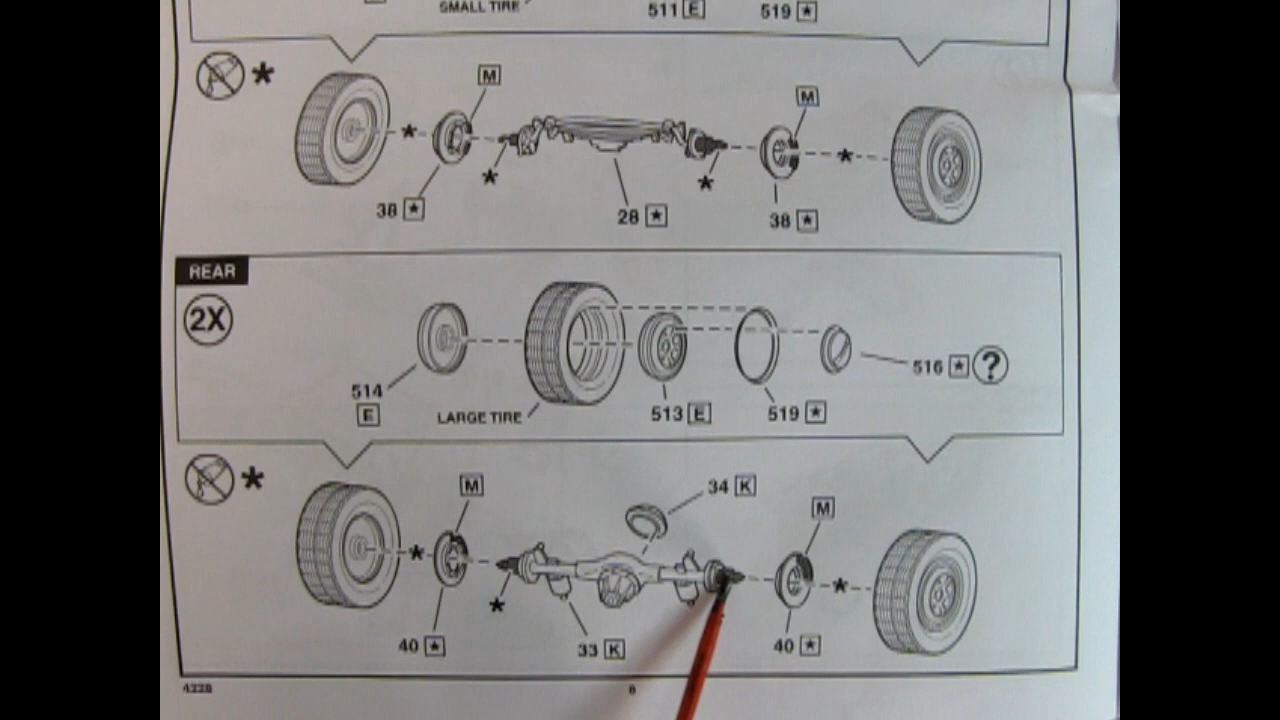 SMALL TIRE
511 E
519 ★
*
M
M
*
*
*
*
38 ★
28 ★
38 ★
REAR
2X
514
E
LARGE TIRE
513 E
519 ★
516 ★ ?
*
M
34 K
M
*
*
*
40 ★
33 K
40 ★
4228
8